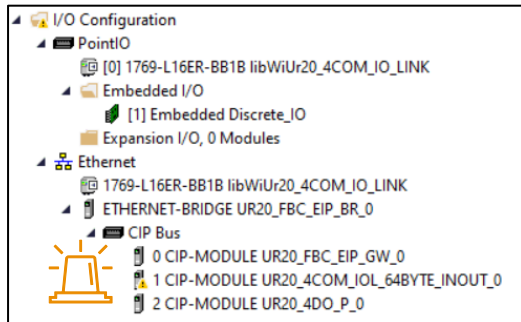 I/O Configuration
PointIO
[0] 1769-L16ER-BB1B libWiUr20_4COM_IO_LINK
Embedded I/O
[1] Embedded Discrete_IO
Expansion I/O, 0 Modules
Ethernet
1769-L16ER-BB1B libWiUr20_4COM_IO_LINK
ETHERNET-BRIDGE UR20_FBC_EIP_BR_0
CIP Bus
0 CIP-MODULE UR20_FBC_EIP_GW_0
1 CIP-MODULE UR20_4COM_IOL_64BYTE_INOUT_0
2 CIP-MODULE UR20_4DO_P_0